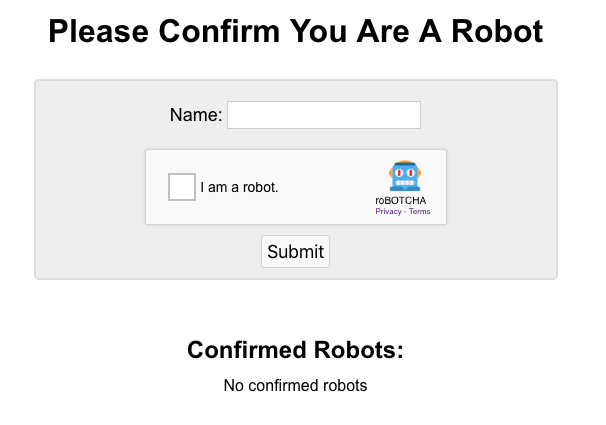 Please Confirm You Are A Robot
Name:
I am a robot.
roBOTCHA
Privacy - Terms
Submit
Confirmed Robots:
No confirmed robots